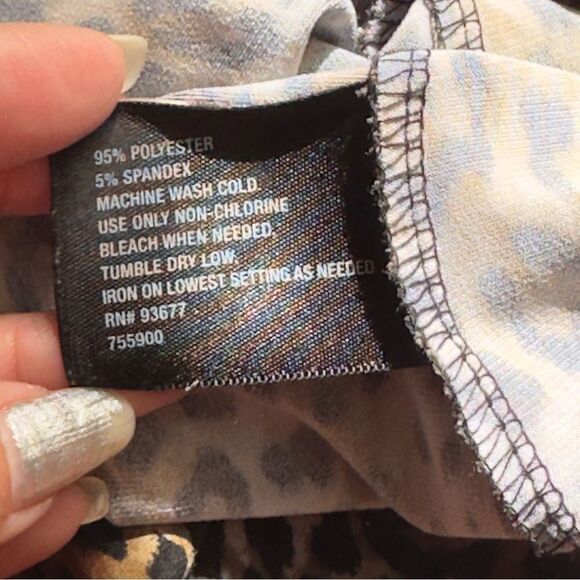 95% POLYESTER
5% SPANDEX
MACHINE WASH COLD.
USE ONLY NON-CHLORINE
BLEACH WHEN NEEDED.
TUMBLE DRY LOW.
IRON ON LOWEST SETTING AS NEEDED
RN# 93677
755900